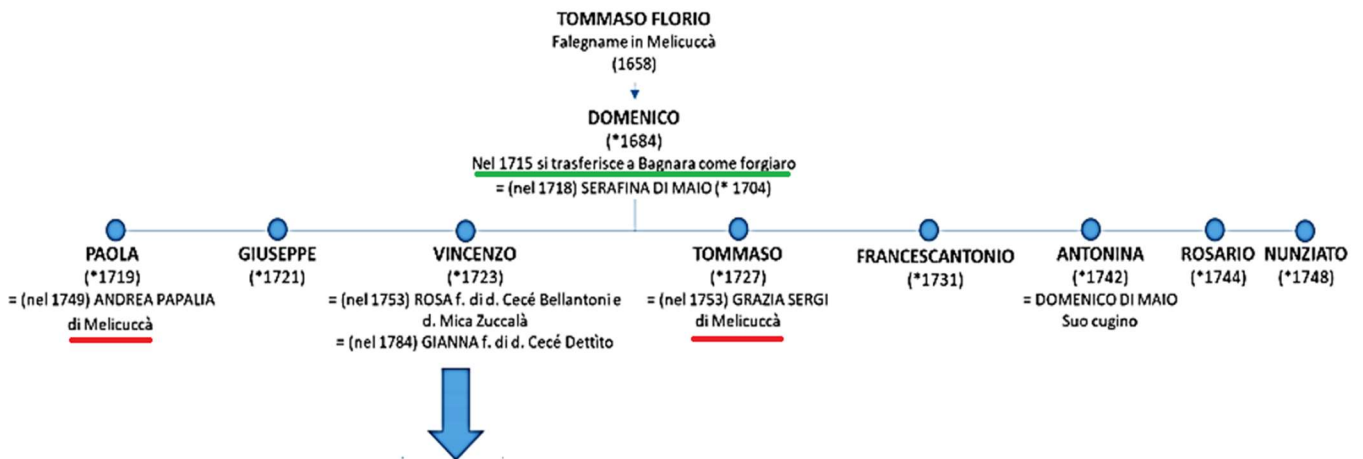 TOMMASO FLORIO
Falegname in Melicuccà
(1658)
DOMENICO
(*1684)
Nel 1715 si trasferisce a Bagnara come forgiaro
= (nel 1718) SERAFINA DI MAIO (* 1704)
PAOLA
(*1719)
= (nel 1749) ANDREA PAPALIA
di Melicuccà
GIUSEPPE
(*1721)
VINCENZO
(*1723)
= (nel 1753) ROSA f. di d. Cecé Bellantoni e
d. Mica Zuccalà
= (nel 1784) GIANNA f. di d. Cecé Dettìto
TOMMASO
(*1727)
= (nel 1753) GRAZIA SERGI
di Melicuccà
FRANCESCANTONIO
(*1731)
ANTONINA
(*1742)
= DOMENICO DI MAIO
Suo cugino
ROSARIO
(*1744)
NUNZIATO
(*1748)